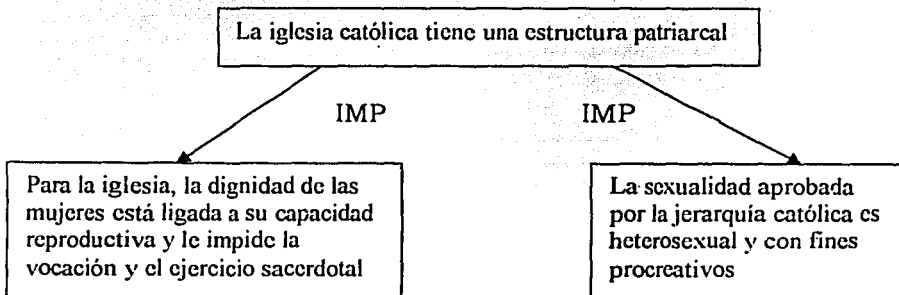 La iglesia católica tiene una estructura patriarcal
IMP
IMP
Para la iglesia, la dignidad de las
mujeres está ligada a su capacidad
reproductiva y le impide la
vocación y el ejercicio sacerdotal
La sexualidad aprobada
por la jerarquía católica es
heterosexual y con fines
procreativos